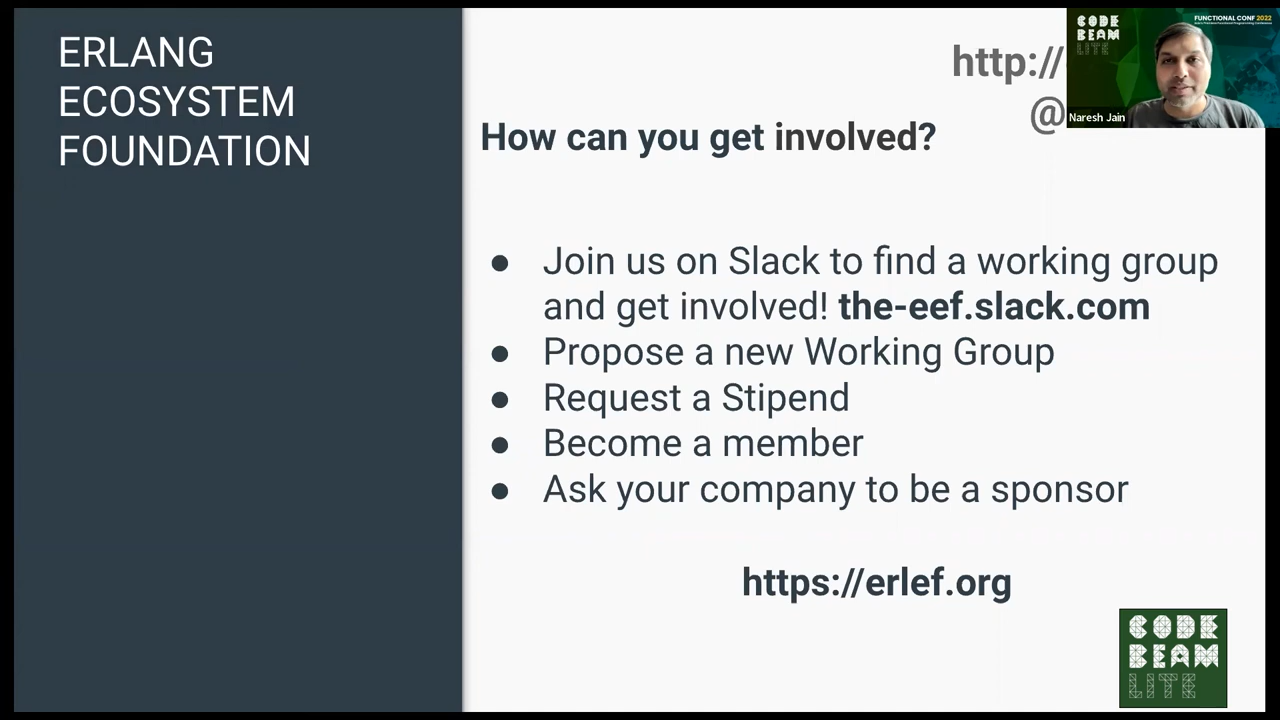 ERLANG
ECOSYSTEM
FOUNDATION
http://
@
How can you get involved?
● Join us on Slack to find a working group
and get involved! the-eef.slack.com
● Propose a new Working Group
● Request a Stipend
● Become a member
● Ask your company to be a sponsor
https://erlef.org
CODE
BEAM
LITE
FUNCTIONAL CONF 2022
Naresh Jain
CODE
BEAM
LITE